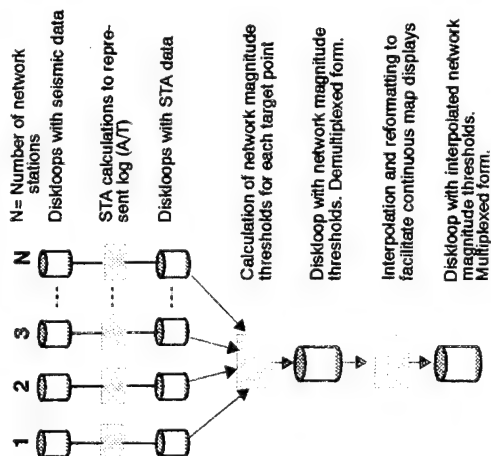 1 2 3 N
N= Number of network
stations
Diskloops with seismic data
STA calculations to repre-
sent log (A/T)
Diskloops with STA data
Calculation of network magnitude
thresholds for each target point
Diskloop with network magnitude
thresholds. Demultiplexed form.
Interpolation and reformatting to
facilitate continuous map displays
Diskloop with interpolated network
magnitude thresholds.
Multiplexed form.